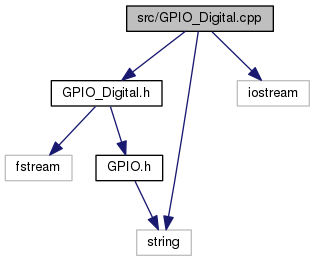 src/GPIO_Digital.cpp
GPIO_Digital.h
iostream
fstream
GPIO.h
string